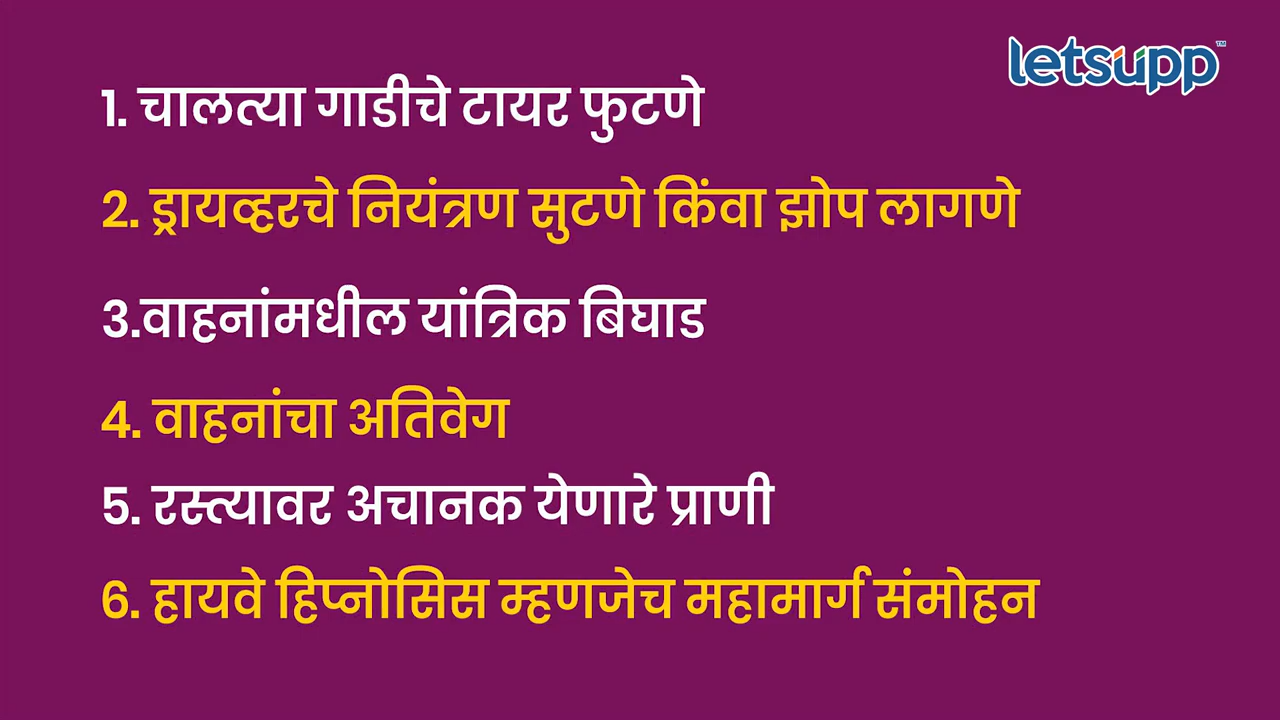 letsupp™
1. चालत्या गाडीचे टायर फुटणे
2. ड्रायव्हरचे नियंत्रण सुटणे किंवा झोप लागणे
3.वाहनांमधील यांत्रिक बिघाड
4. वाहनांचा अतिवेग
5. रस्त्यावर अचानक येणारे प्राणी
6. हायवे हिप्नोसिस म्हणजेच महामार्ग संमोहन